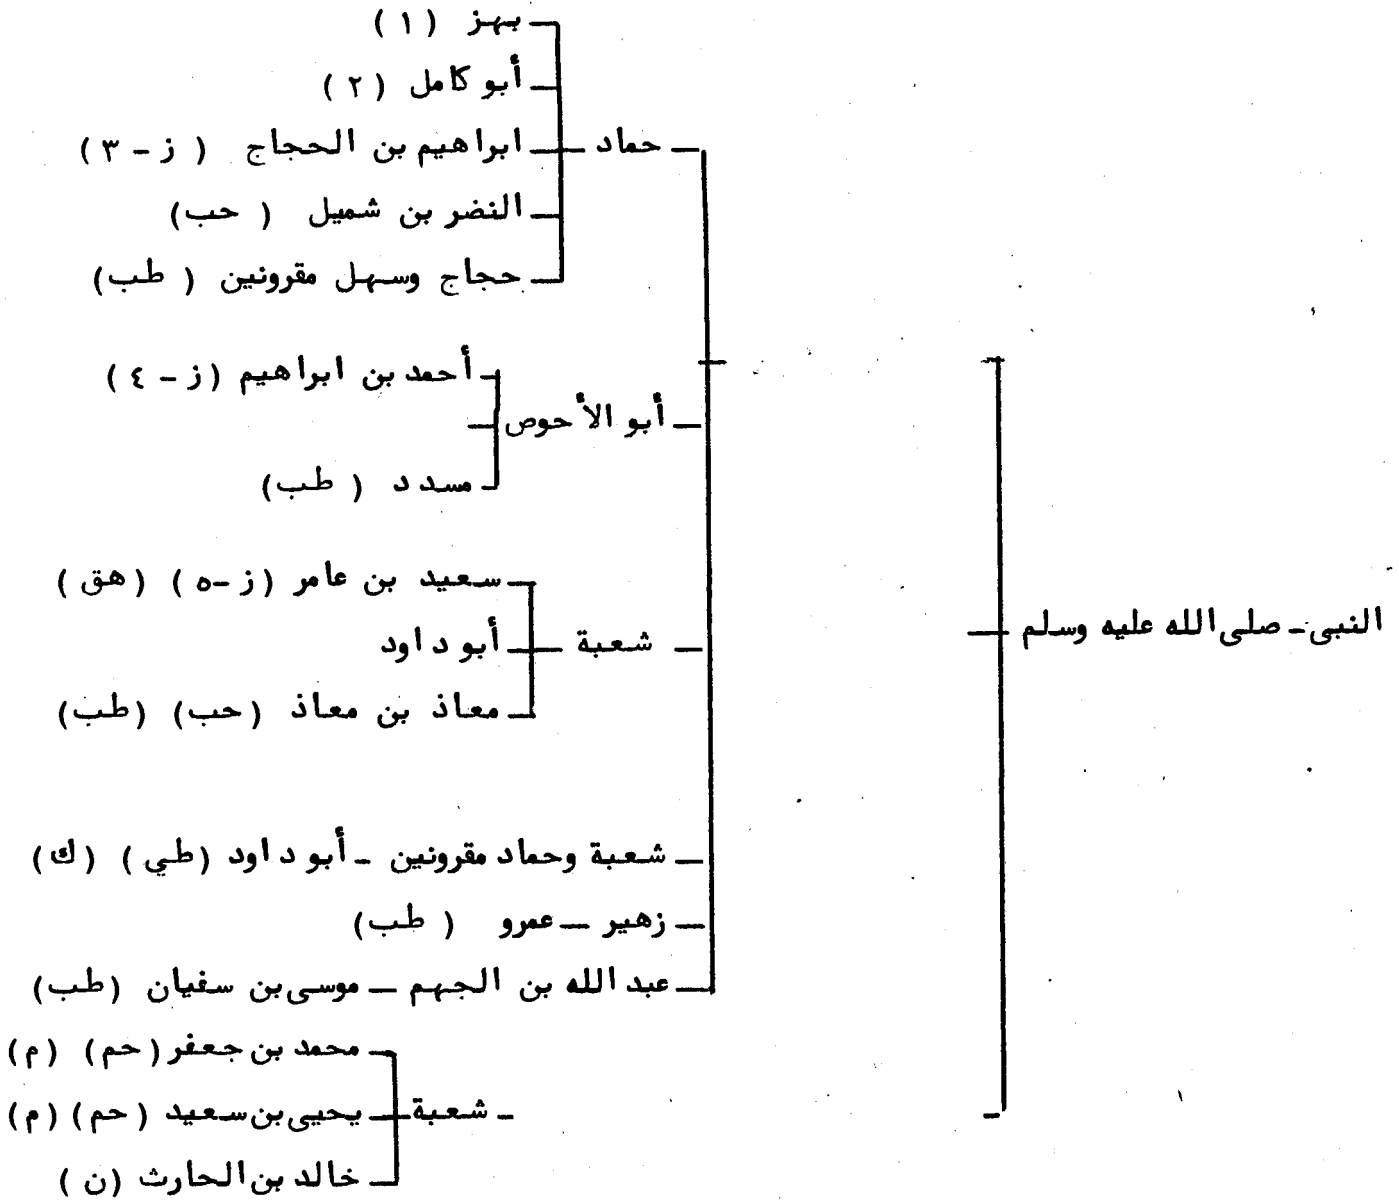 بهز (١)
أبو كامل (٢)
حماد ابراهيم بن الحجاج (ز - ٣)
النضر بن شميل (حب)
حجاج وسهل مقرونين (طب)
أحمد بن ابراهيم (ز - ٤)
أبو الأحوص
مسدد (طب)
سعيد بن عامر (ز - ٥) (هق)
النبى - صلى الله عليه وسلم
شعبة أبو داود
معاذ بن معاذ (حب) (طب)
شعبة وحماد مقرونين - أبو داود (طي) (ك)
زهير - عمرو (طب)
عبد الله بن الجهم - موسى بن سفيان (طب)
محمد بن جعفر (حم) (م)
- شعبة يحيى بن سعيد (حم) (م)
خالد بن الحارث (ن)